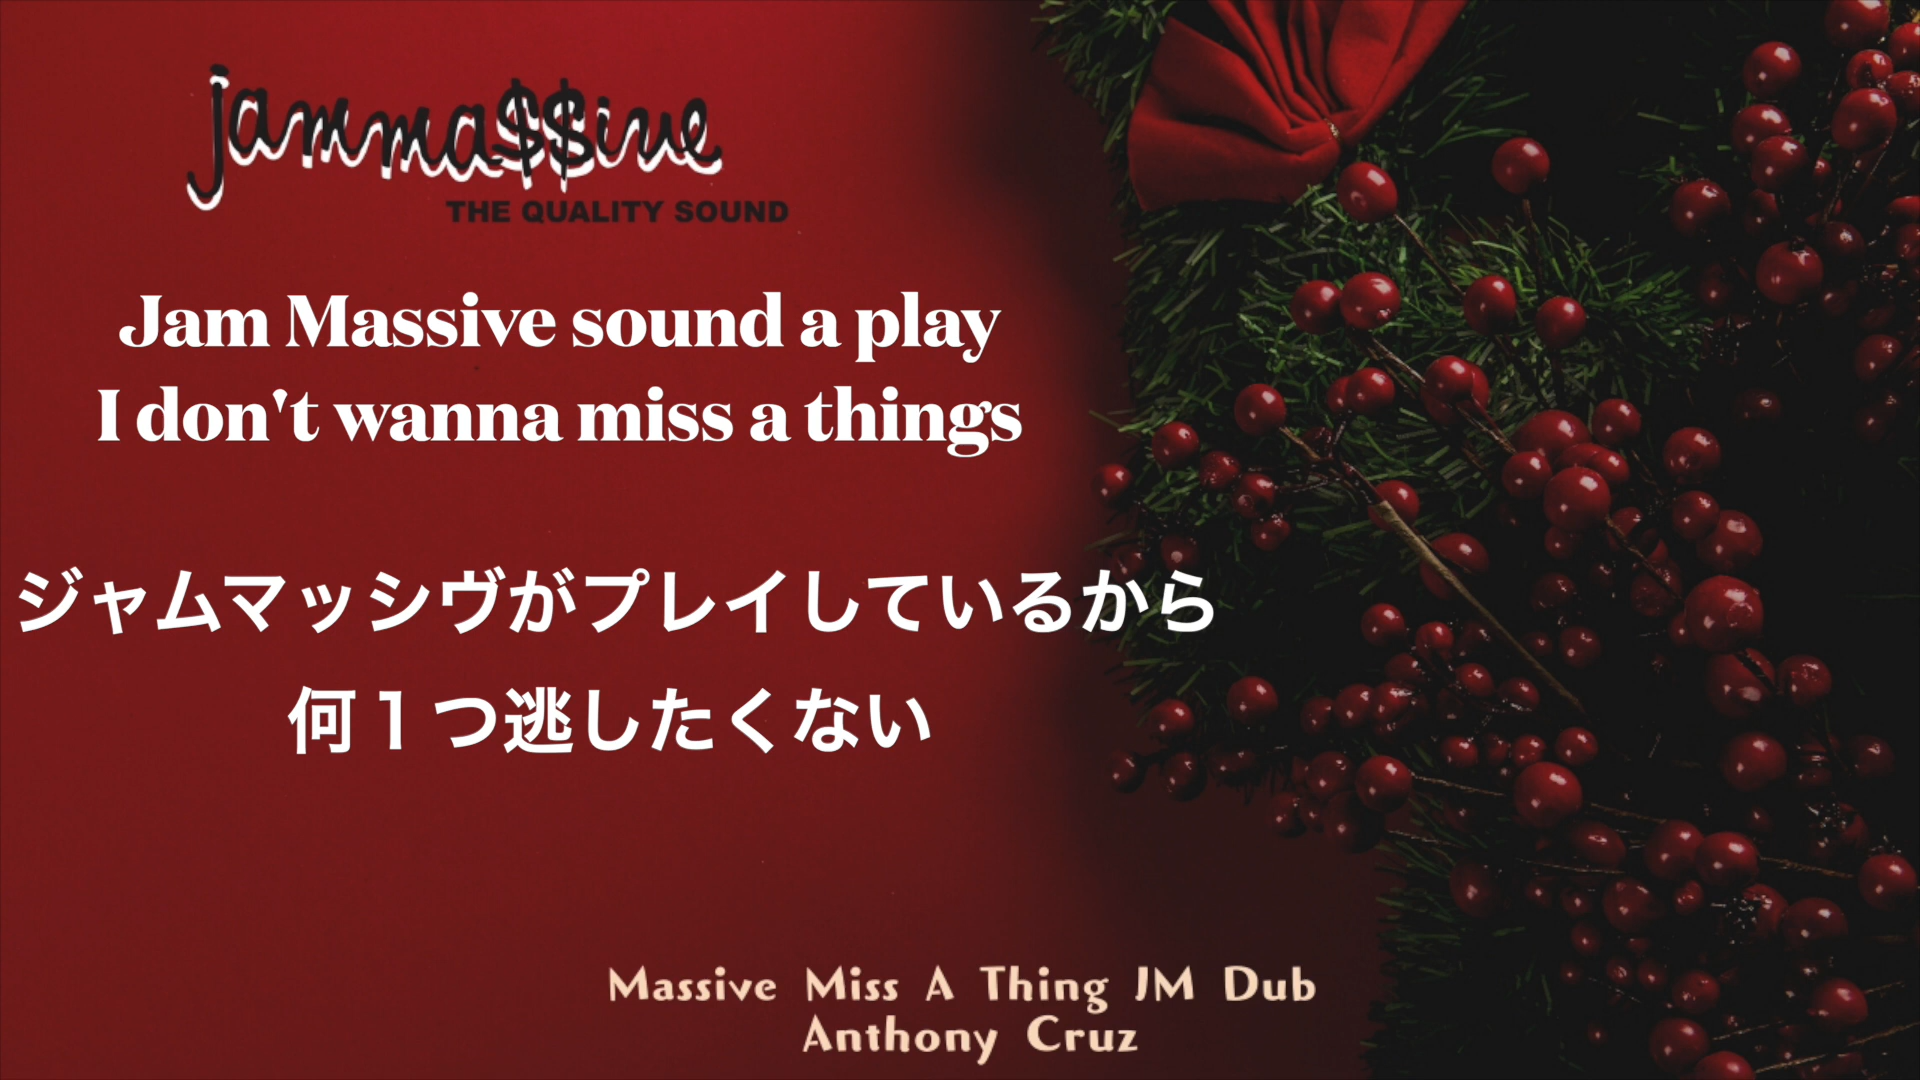 jamma$$ive
THE QUALITY SOUND
Jam Massive sound a play
I don't wanna miss a things
ジャムマッシヴがプレイしているから
何１つ逃したくない
Massive Miss A Thing JM Dub
Anthony Cruz